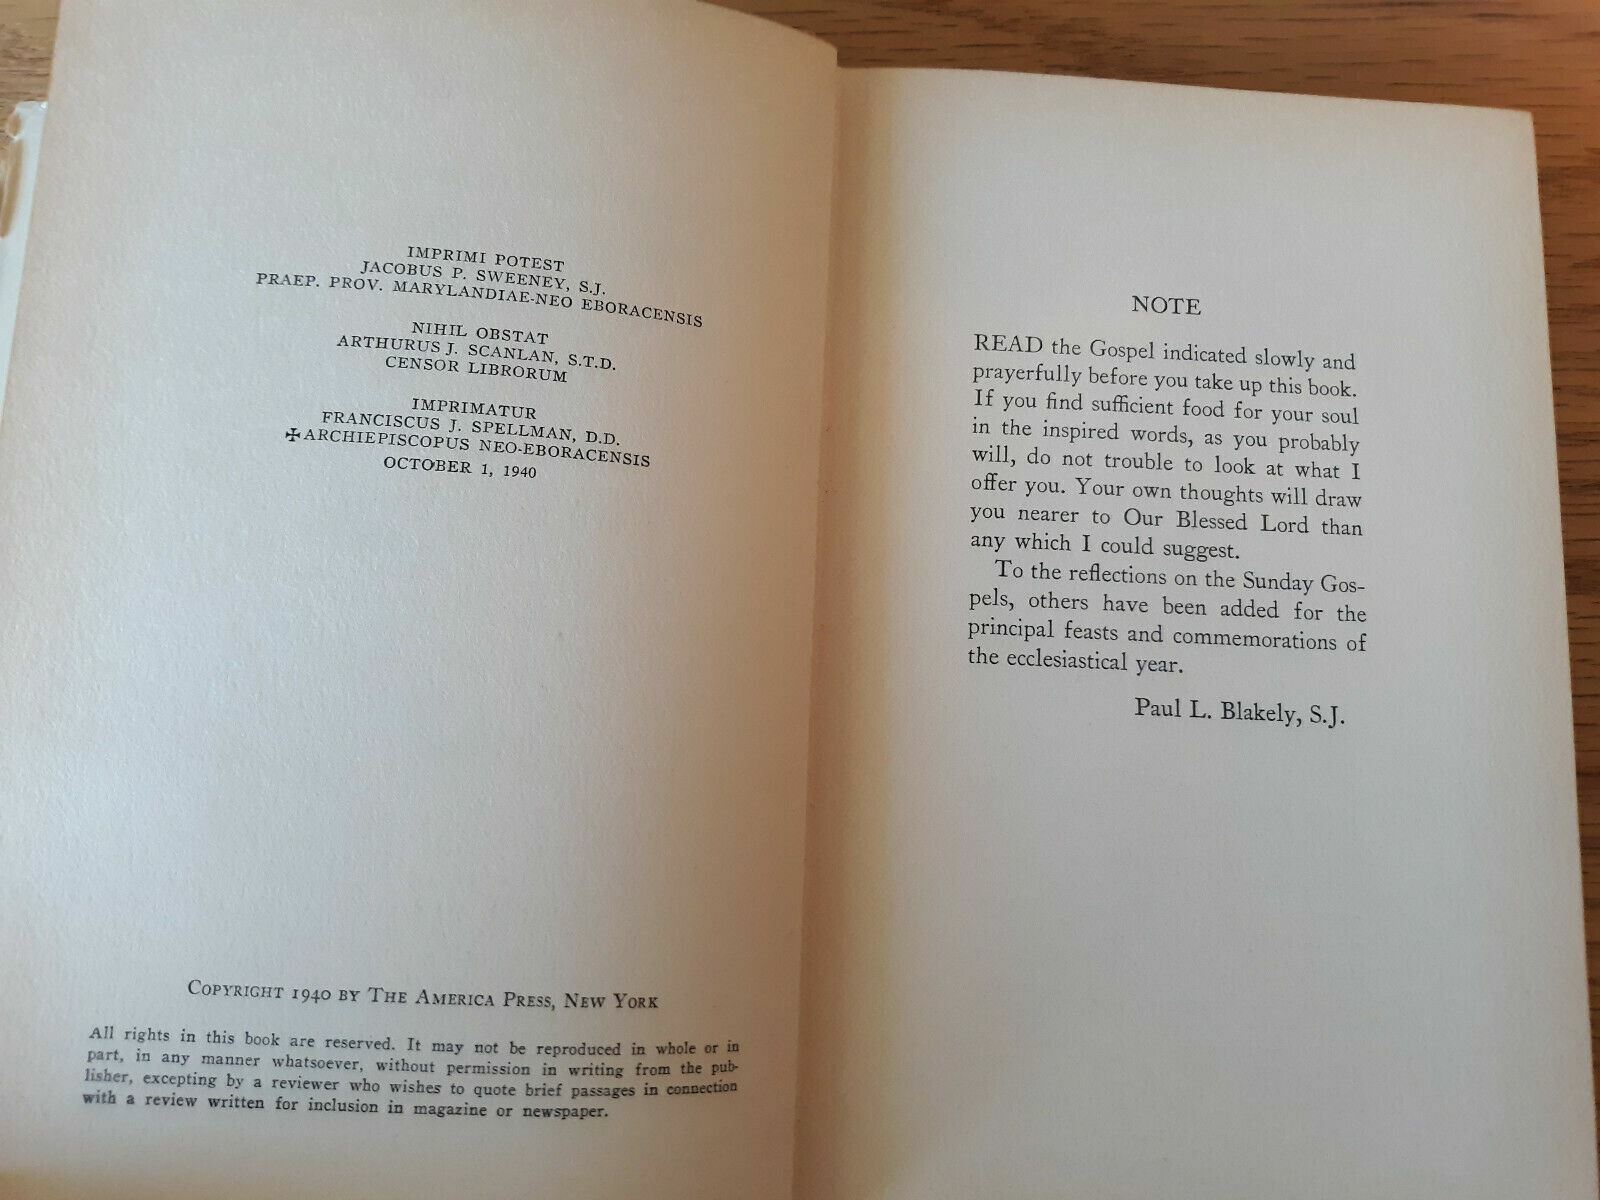 IMPRIMI POTEST
JACOBUS P. SWEENEY, S.J.
PRAEP. PROV. MARYLANDIAE-NEO EBORACENSIS
NIHIL OBSTAT
ARTHURUS J. SCANLAN, S.T.D.
CENSOR LIBRORUM
IMPRIMATUR
FRANCISCUS J. SPELLMAN, D.D.
✠ARCHIEPISCOPUS NEO-EBORACENSIS
OCTOBER 1, 1940
COPYRIGHT 1940 BY THE AMERICA PRESS, NEW YORK
All rights in this book are reserved. It may not be reproduced in whole or in
part, in any manner whatsoever, without permission in writing from the pub-
lisher, excepting by a reviewer who wishes to quote brief passages in connection
with a review written for inclusion in magazine or newspaper.
NOTE
READ the Gospel indicated slowly and
prayerfully before you take up this book.
If you find sufficient food for your soul
in the inspired words, as you probably
will, do not trouble to look at what I
offer you. Your own thoughts will draw
you nearer to Our Blessed Lord than
any which I could suggest.
To the reflections on the Sunday Gos-
pels, others have been added for the
principal feasts and commemorations of
the ecclesiastical year.
Paul L. Blakely, S.J.